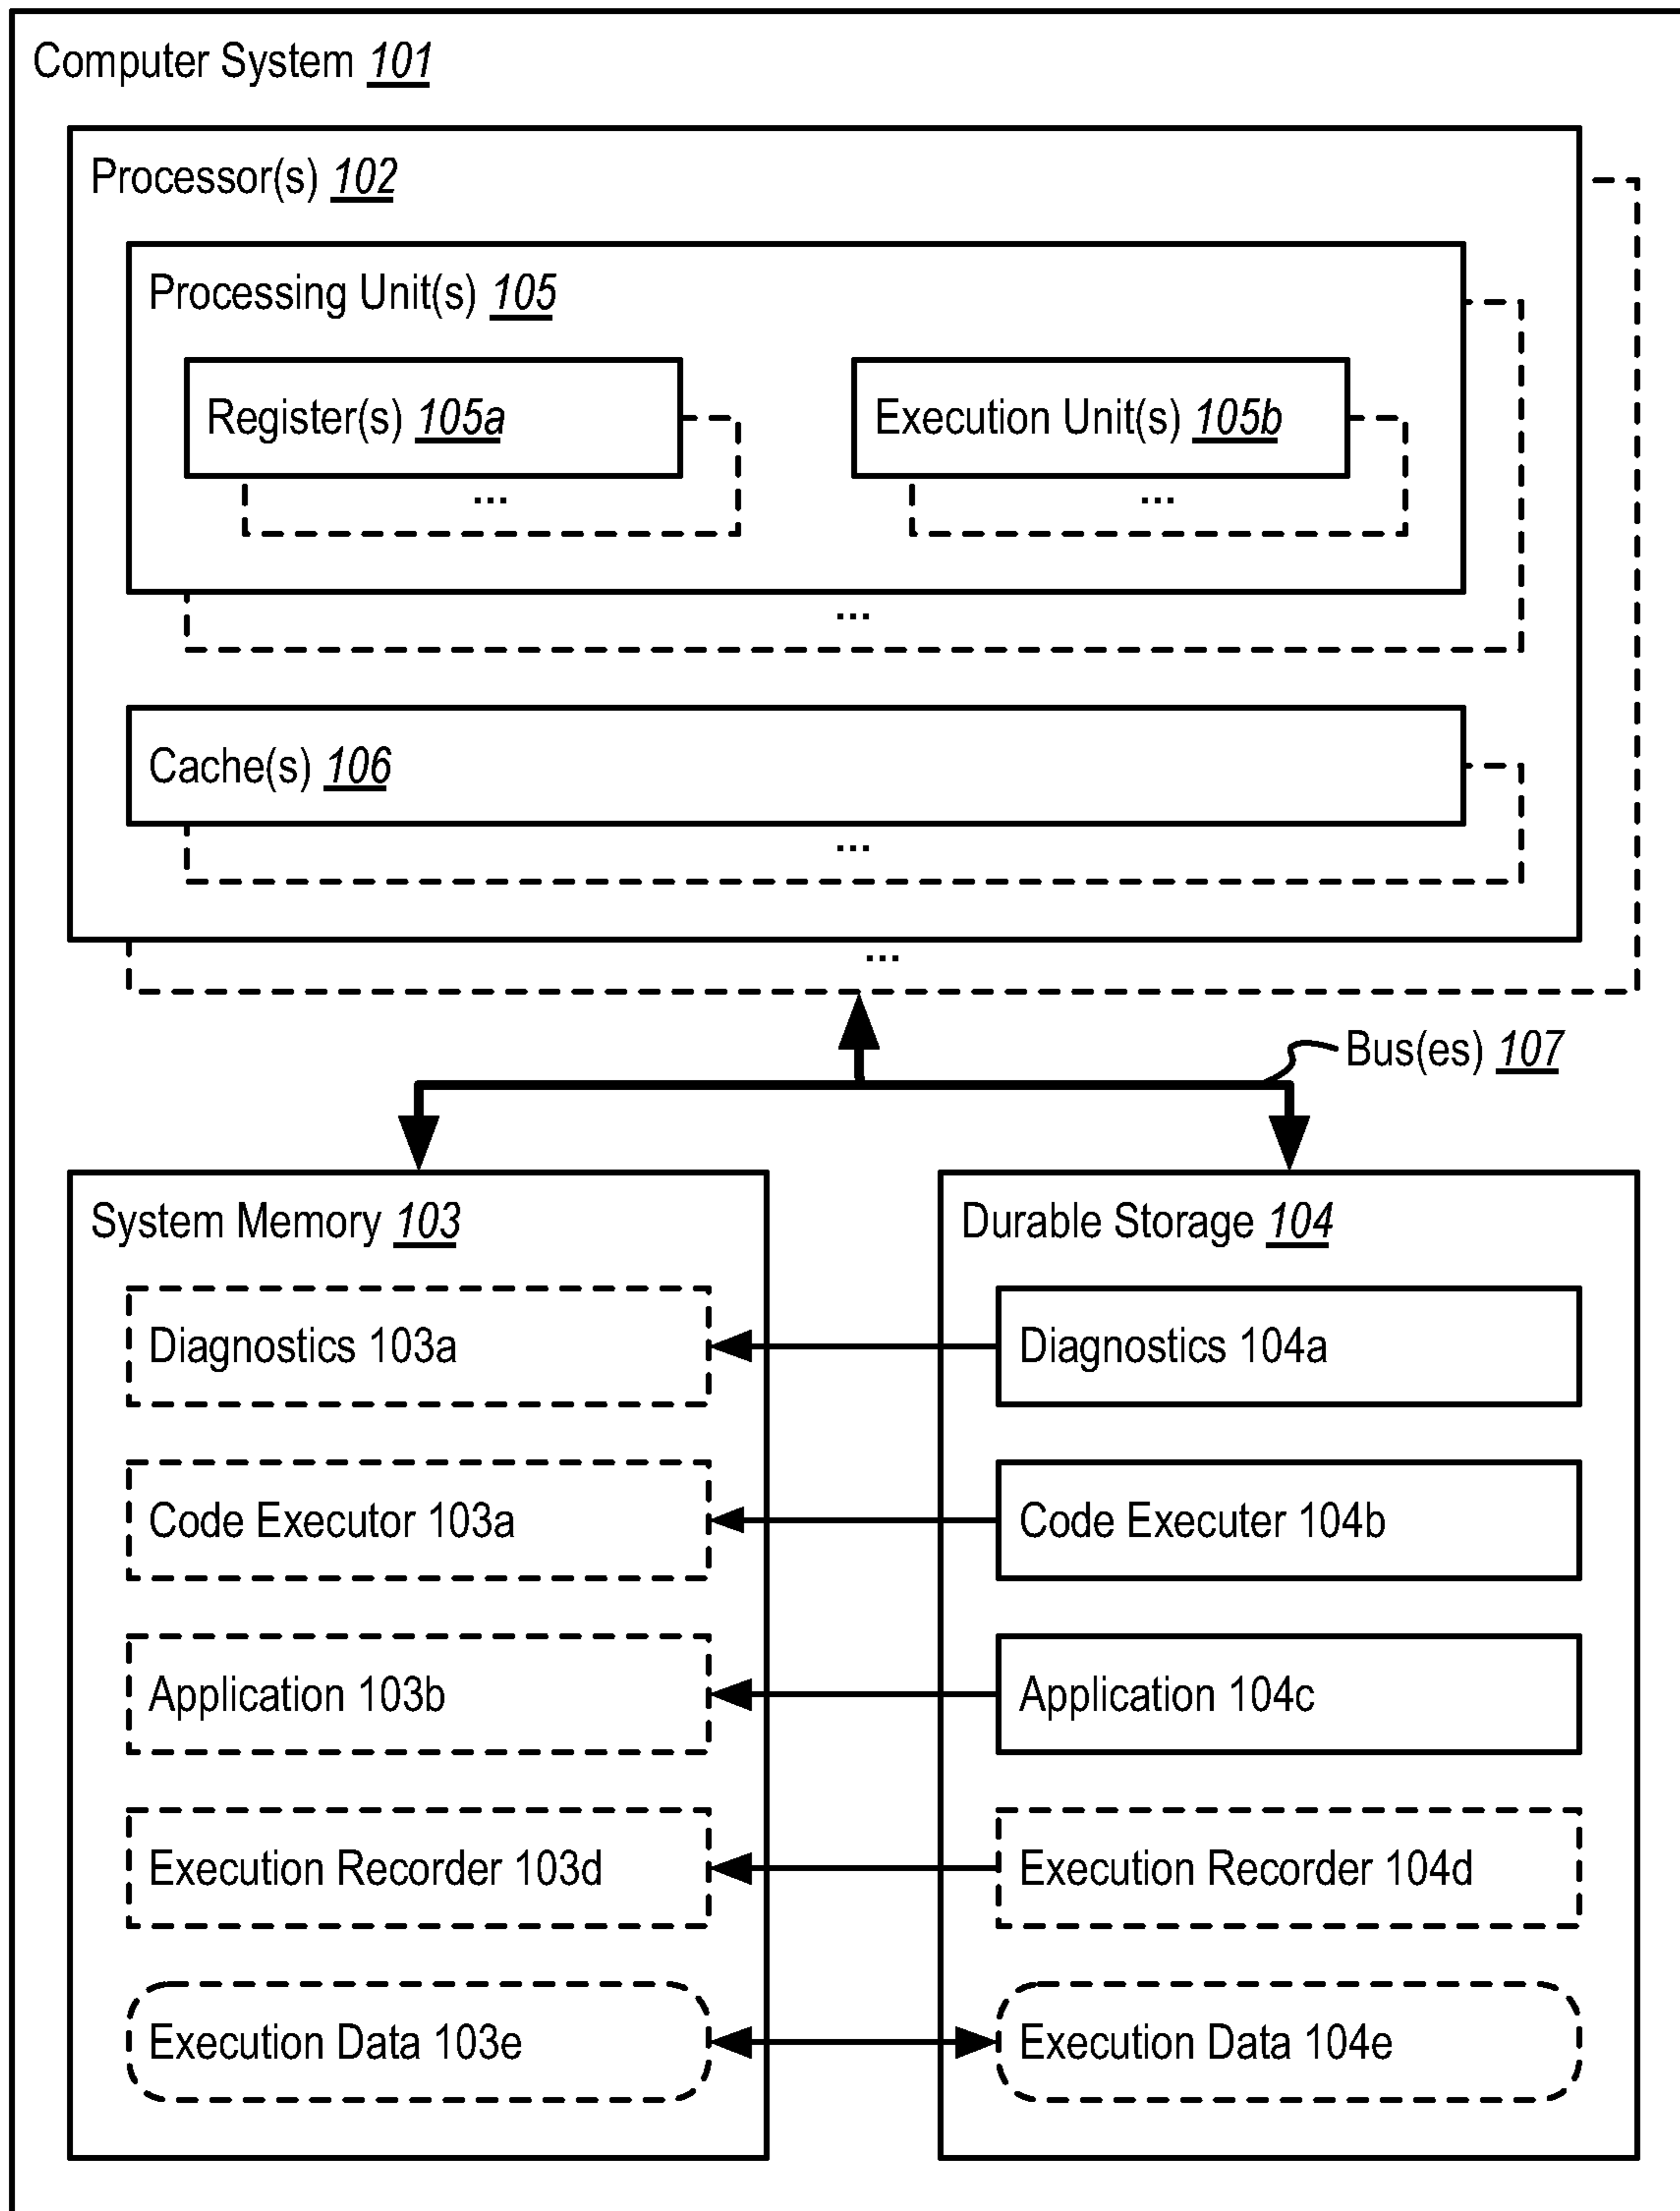 Computer System 101
Processor(s) 102
Processing Unit(s) 105
Register(s) 105a
Execution Unit(s) 105b
...
...
...
Cache(s) 106
...
...
Bus(es) 107
System Memory 103
Diagnostics 103a
Code Executor 103a
Application 103b
Execution Recorder 103d
Execution Data 103e
Durable Storage 104
Diagnostics 104a
Code Executer 104b
Application 104c
Execution Recorder 104d
Execution Data 104e